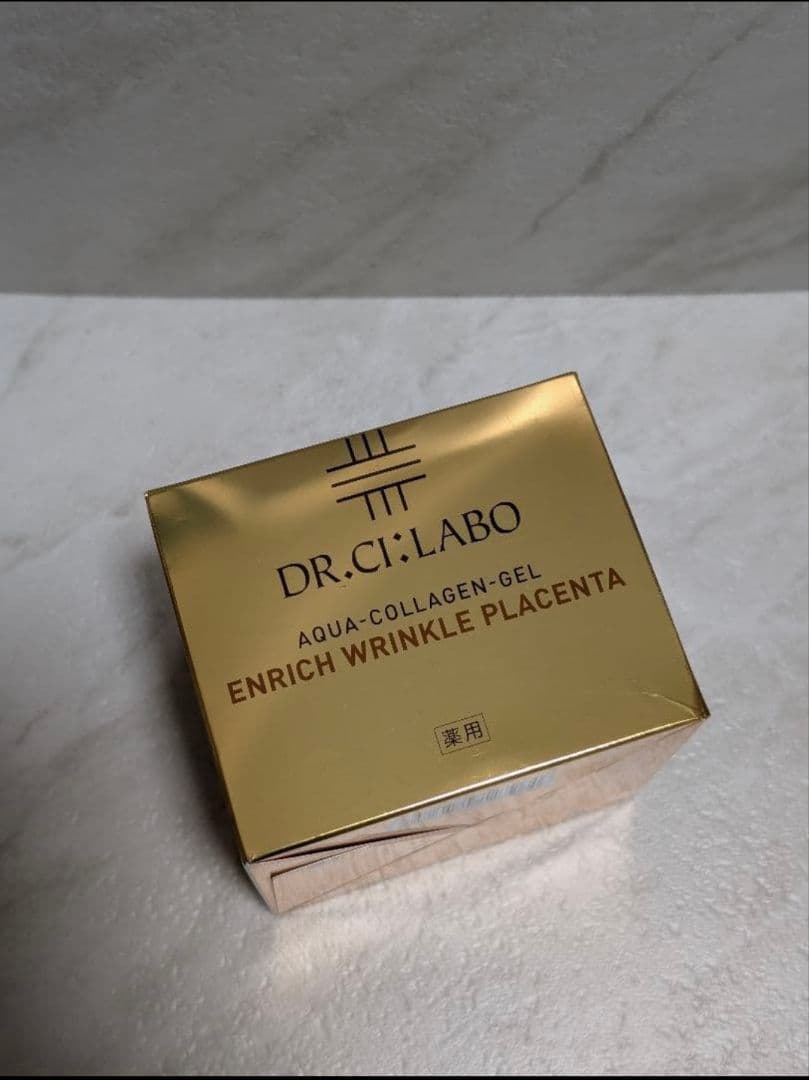 DR.CI:LABO
AQUA-COLLAGEN-GEL
ENRICH WRINKLE PLACENTA
薬用